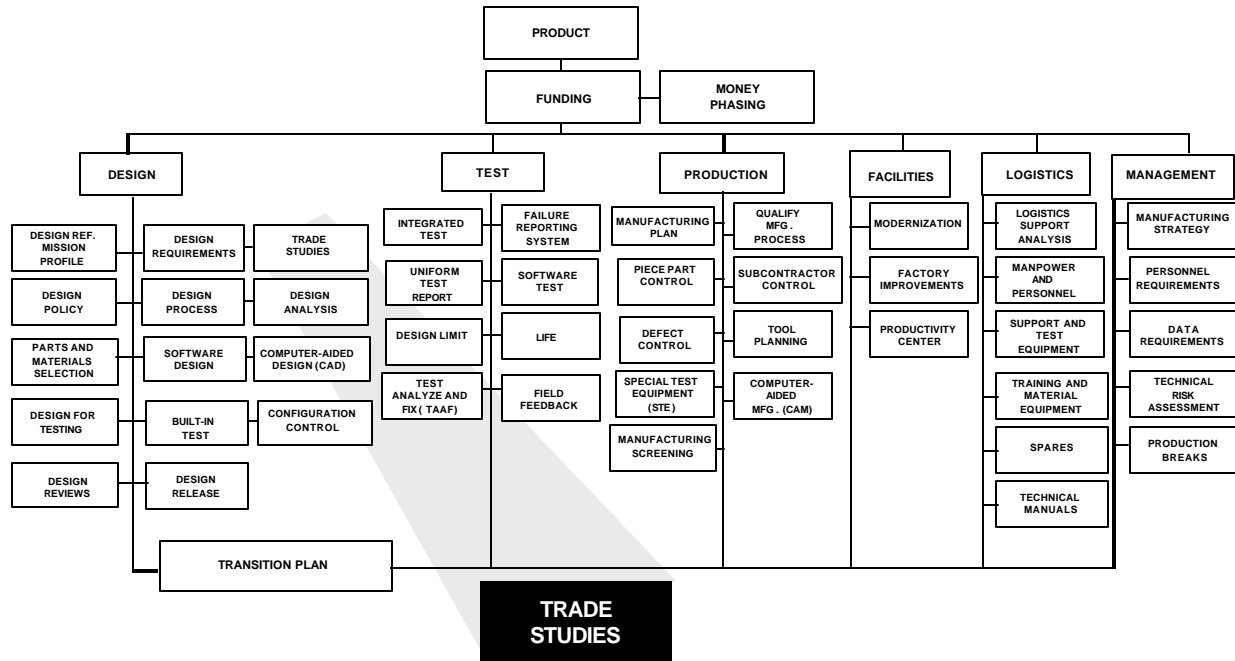 PRODUCT
FUNDING
MONEY
PHASING
DESIGN
TEST
PRODUCTION
FACILITIES
LOGISTICS
MANAGEMENT
DESIGN REF.
MISSION
PROFILE
DESIGN
REQUIREMENTS
TRADE
STUDIES
DESIGN
POLICY
DESIGN
PROCESS
DESIGN
ANALYSIS
PARTS AND
MATERIALS
SELECTION
SOFTWARE
DESIGN
COMPUTER-AIDED
DESIGN (CAD)
DESIGN FOR
TESTING
BUILT-IN
TEST
CONFIGURATION
CONTROL
DESIGN
REVIEWS
DESIGN
RELEASE
INTEGRATED
TEST
FAILURE
REPORTING
SYSTEM
UNIFORM
TEST
REPORT
SOFTWARE
TEST
DESIGN LIMIT
LIFE
TEST
ANALYZE AND
FIX ( TAAF)
FIELD
FEEDBACK
MANUFACTURING
PLAN
QUALIFY
MFG . 
PROCESS
PIECE PART
CONTROL
SUBCONTRACTOR
CONTROL
DEFECT
CONTROL
TOOL
PLANNING
SPECIAL TEST
EQUIPMENT
(STE)
COMPUTER-
AIDED
MFG . (CAM)
MANUFACTURING
SCREENING
MODERNIZATION
FACTORY
IMPROVEMENTS
PRODUCTIVITY
CENTER
LOGISTICS
SUPPORT
ANALYSIS
MANPOWER
AND
PERSONNEL
SUPPORT AND
TEST
EQUIPMENT
TRAINING AND
MATERIAL
EQUIPMENT
SPARES
TECHNICAL
MANUALS
MANUFACTURING
STRATEGY
PERSONNEL
REQUIREMENTS
DATA
REQUIREMENTS
TECHNICAL
RISK
ASSESSMENT
PRODUCTION
BREAKS
TRANSITION PLAN
TRADE
STUDIES